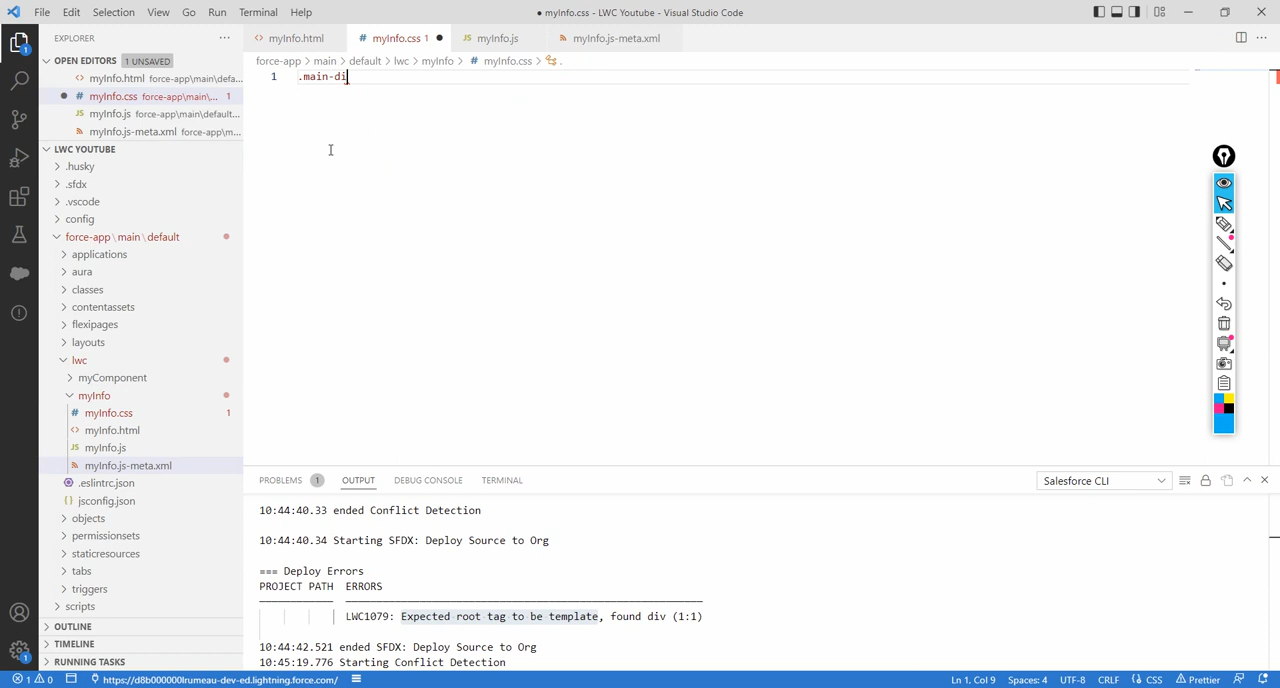 File Edit Selection View Go Run Terminal Help
● myInfo.css - LWC Youtube - Visual Studio Code
EXPLORER ...
myInfo.html
myInfo.css 1 ●
myInfo.js
myInfo.js-meta.xml
OPEN EDITORS 1 UNSAVED
force-app > main > default > lwc > myInfo > # myInfo.css > .
myInfo.html force-app\main\defa...
1 .main-di
myInfo.css force-app\main\... 1
myInfo.js force-app\main\default...
myInfo.js-meta.xml force-app\m...
LWC YOUTUBE
.husky
.sfdx
.vscode
config
force-app\main\default
applications
aura
classes
contentassets
flexipages
layouts
lwc
myComponent
myInfo
myInfo.css 1
myInfo.html
myInfo.js
myInfo.js-meta.xml
.eslintrc.json
jsconfig.json
objects
permissionsets
staticresources
tabs
triggers
scripts
OUTLINE
TIMELINE
RUNNING TASKS
PROBLEMS 1 OUTPUT DEBUG CONSOLE TERMINAL
Salesforce CLI
10:44:40.33 ended Conflict Detection
10:44:40.34 Starting SFDX: Deploy Source to Org
=== Deploy Errors
PROJECT PATH ERRORS
LWC1079: Expected root tag to be template, found div (1:1)
10:44:42.521 ended SFDX: Deploy Source to Org
10:45:19.776 Starting Conflict Detection
1 0 https://d8b000000lrumeau-dev-ed.lightning.force.com/
Ln 1, Col 9 Spaces: 4 UTF-8 CRLF CSS Prettier